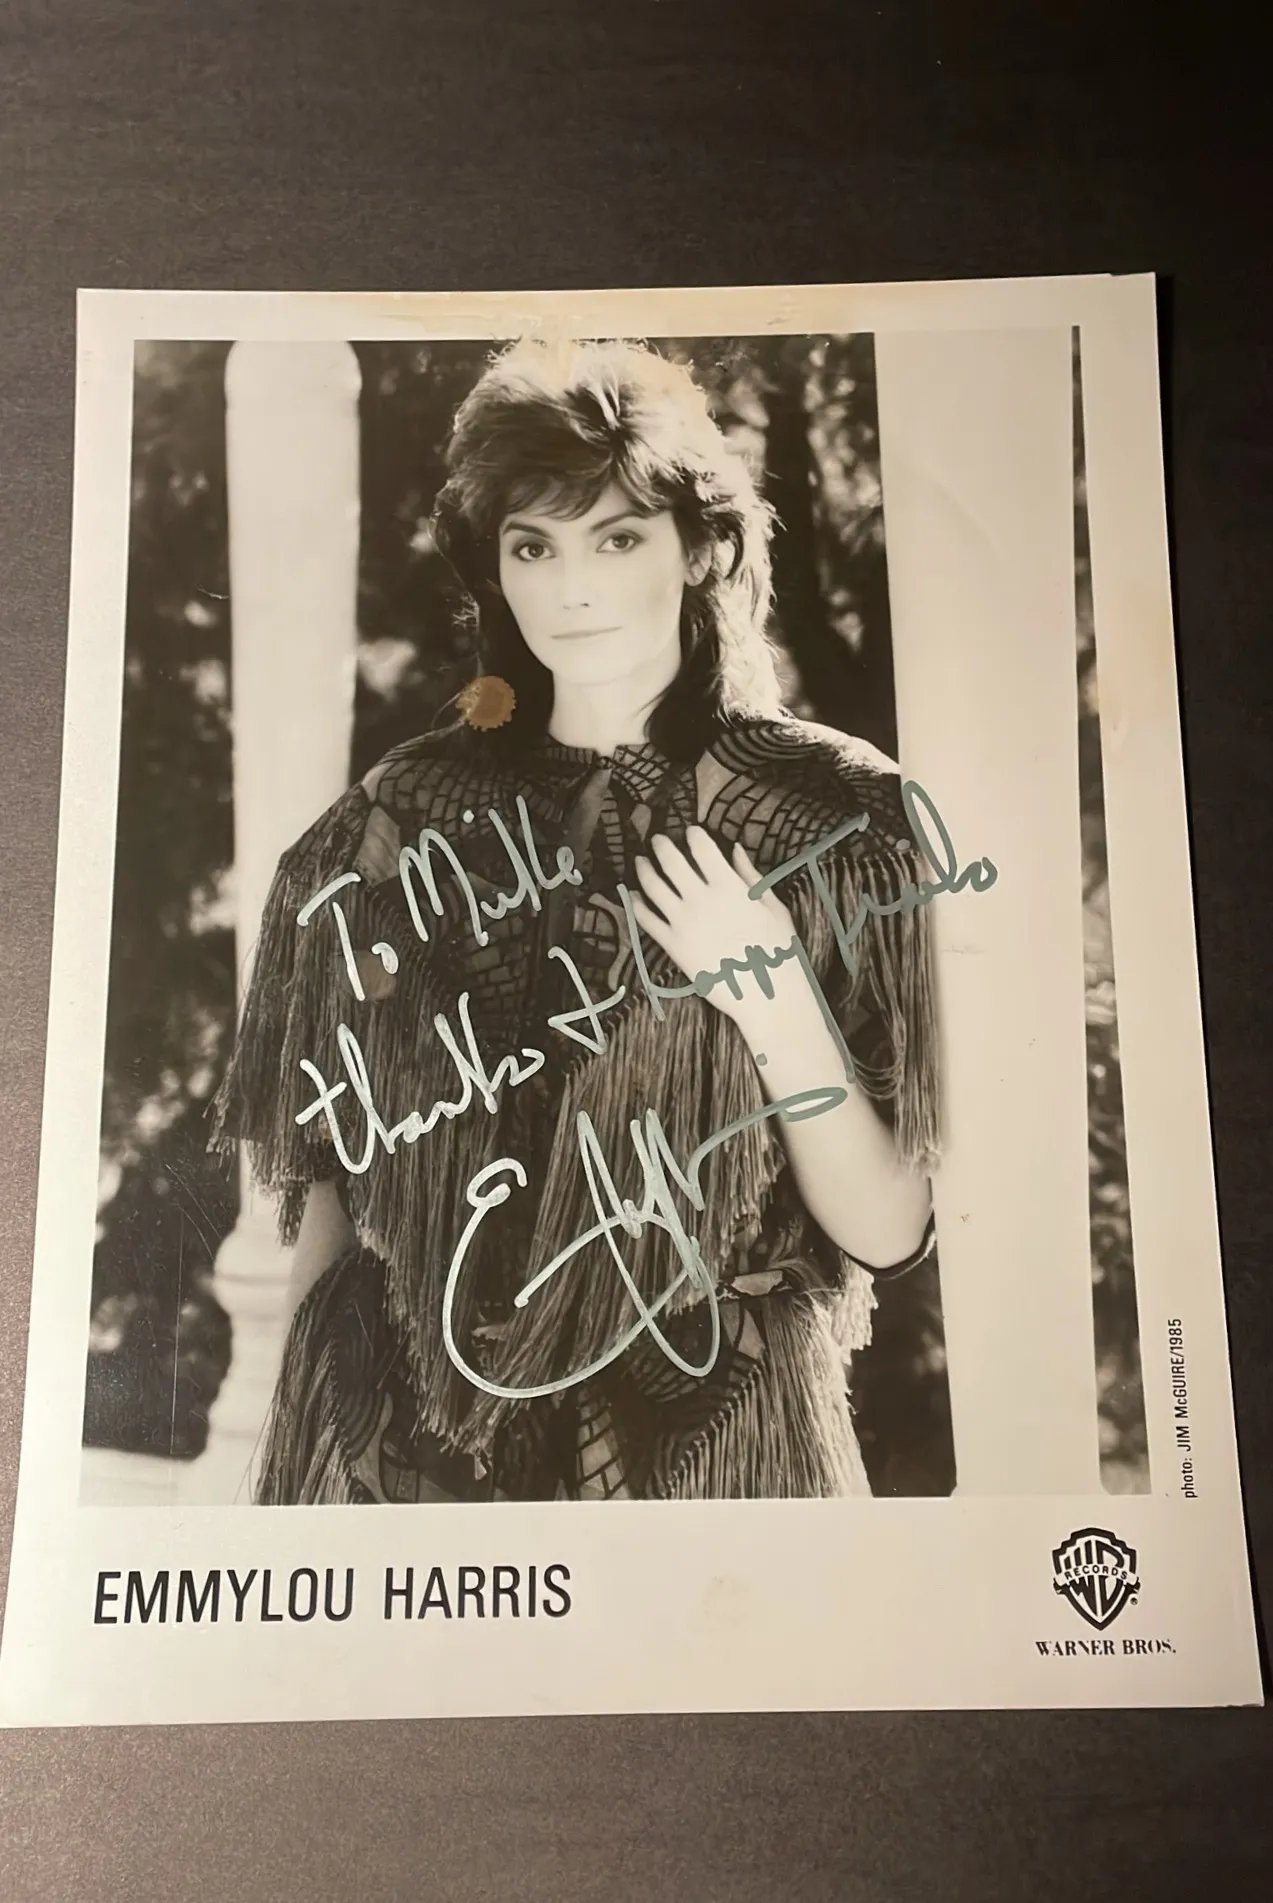 To Mike
thanks + happy Trails
EMMYLOU HARRIS
photo: JIM McGUIRE/1985
WB
RECORDS
®
WARNER BROS.